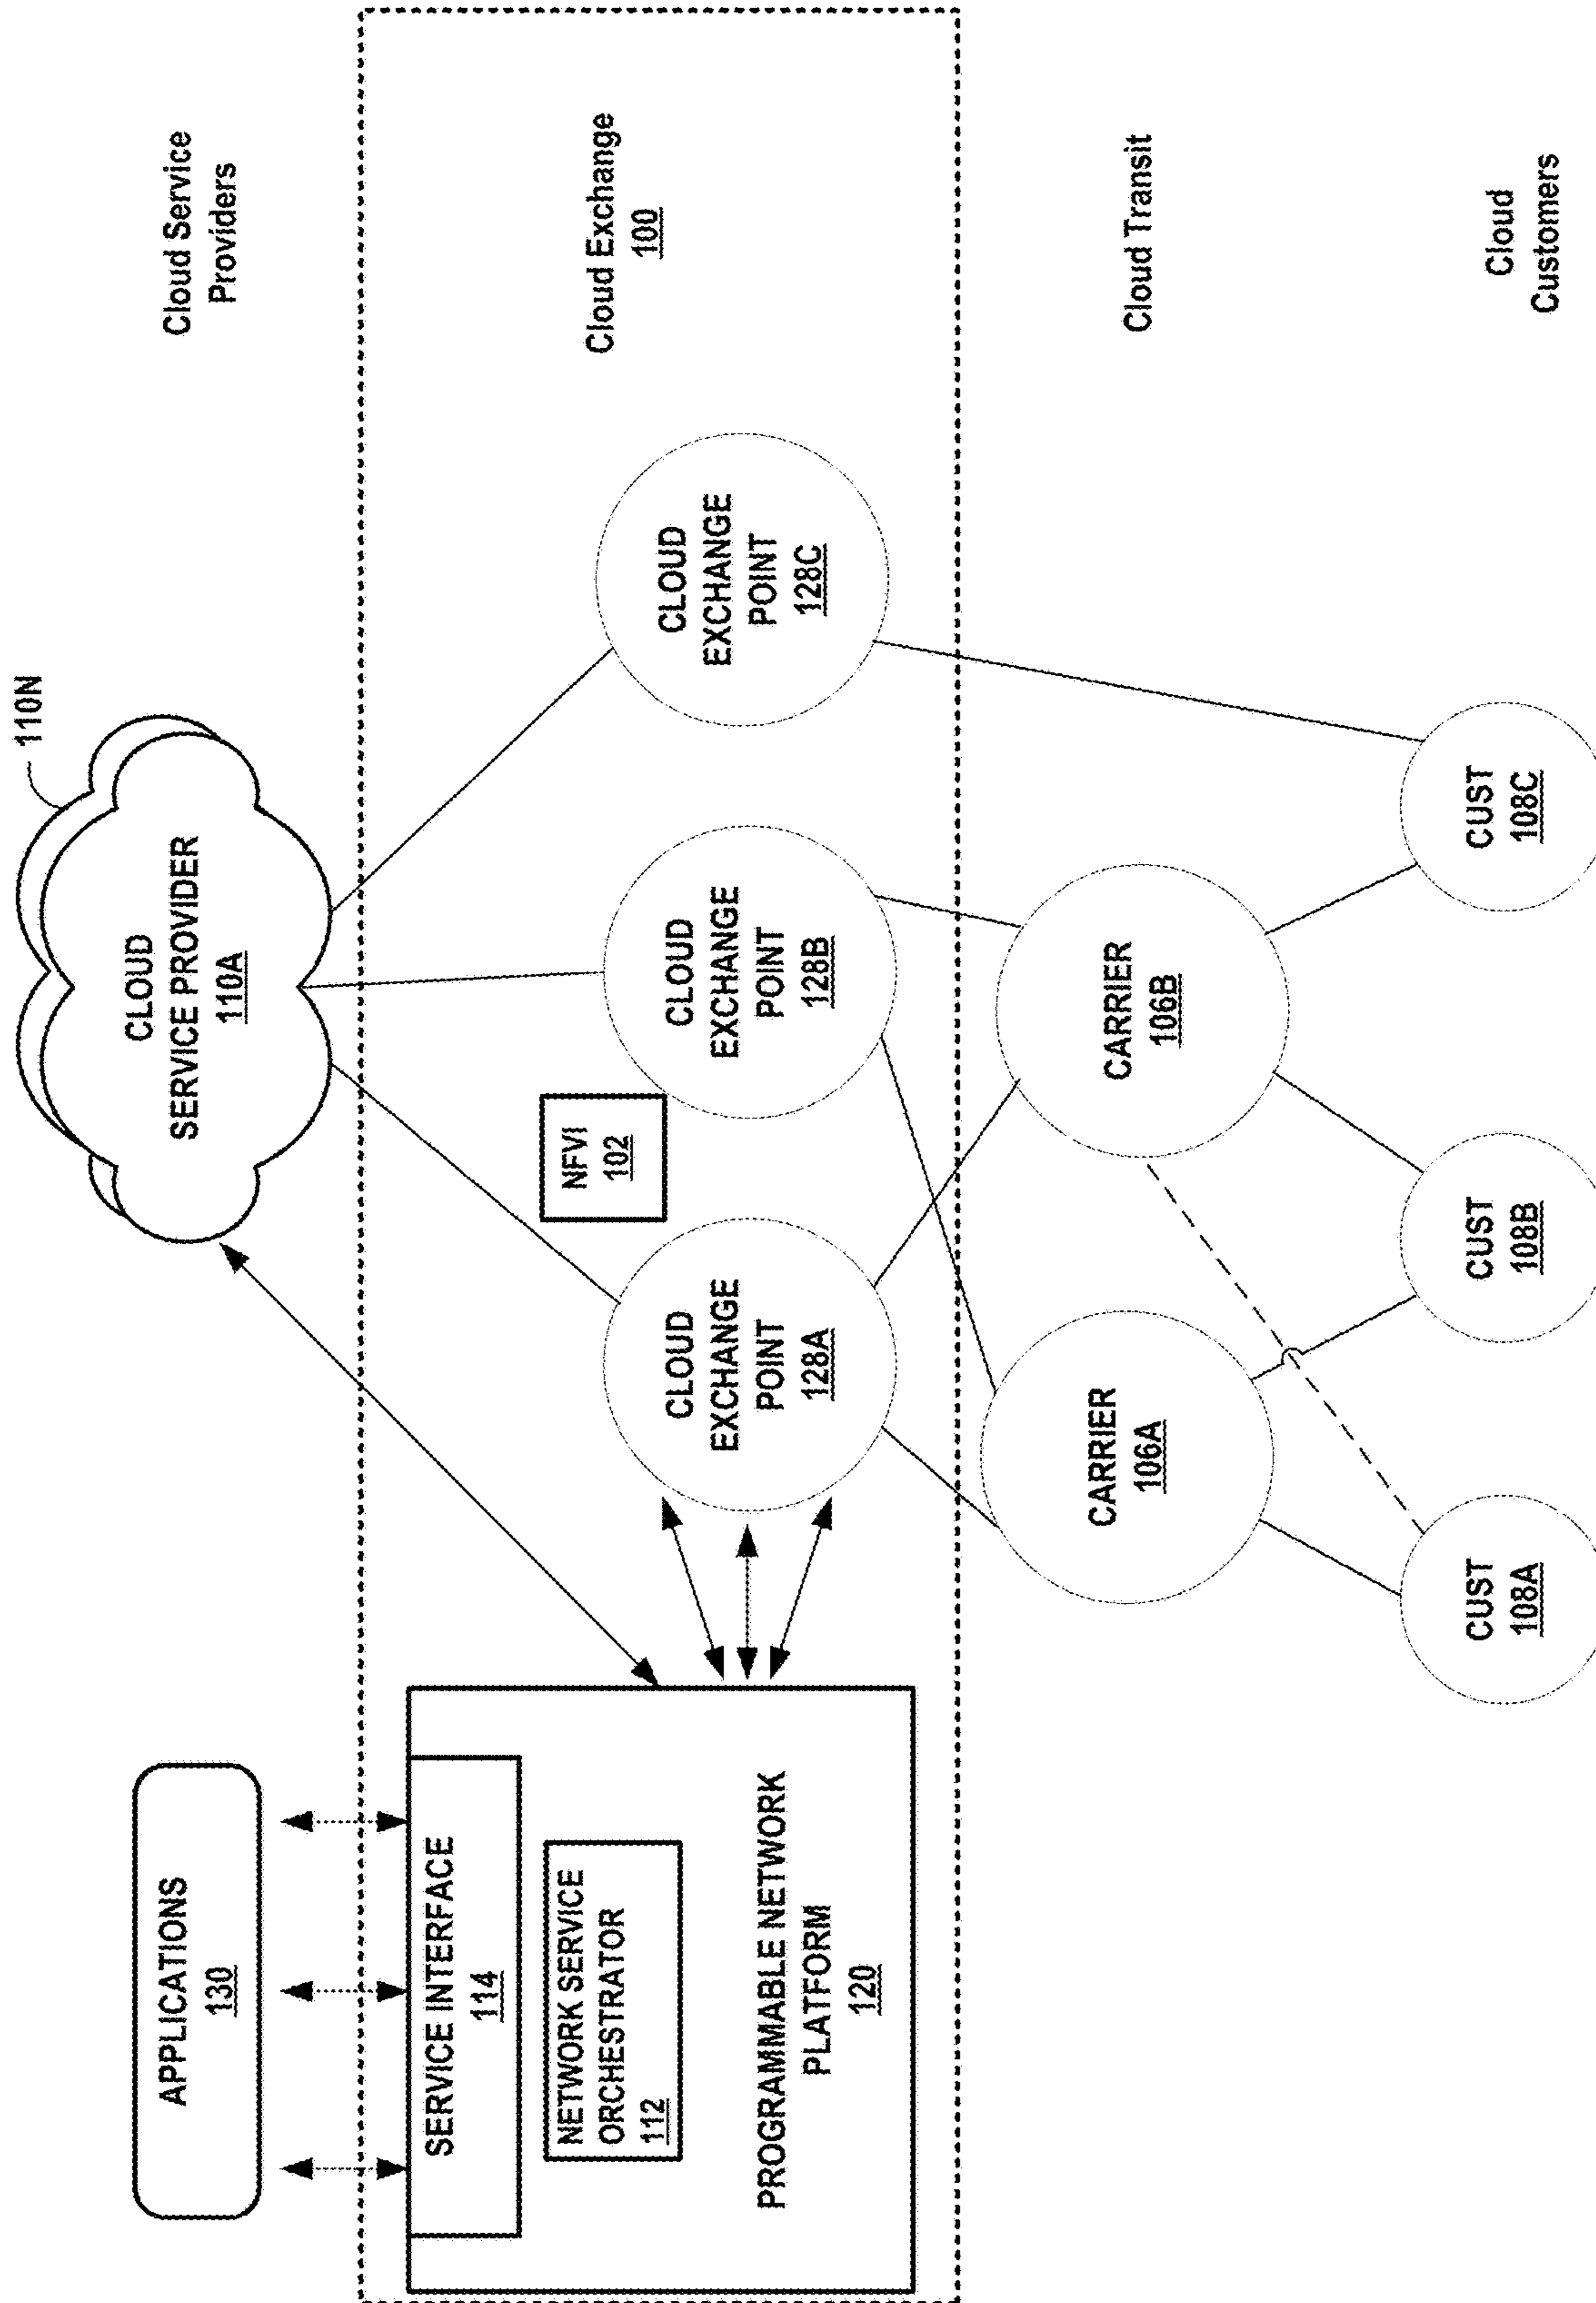 110N
CLOUD
SERVICE PROVIDER
110A
Cloud Service
Providers
APPLICATIONS
130
SERVICE INTERFACE
114
NETWORK SERVICE
ORCHESTRATOR
112
PROGRAMMABLE NETWORK
PLATFORM
120
NFVI
102
CLOUD
EXCHANGE
POINT
128A
CLOUD
EXCHANGE
POINT
128B
CLOUD
EXCHANGE
POINT
128C
Cloud Exchange
100
CARRIER
106A
CARRIER
106B
Cloud Transit
CUST
108A
CUST
108B
CUST
108C
Cloud
Customers